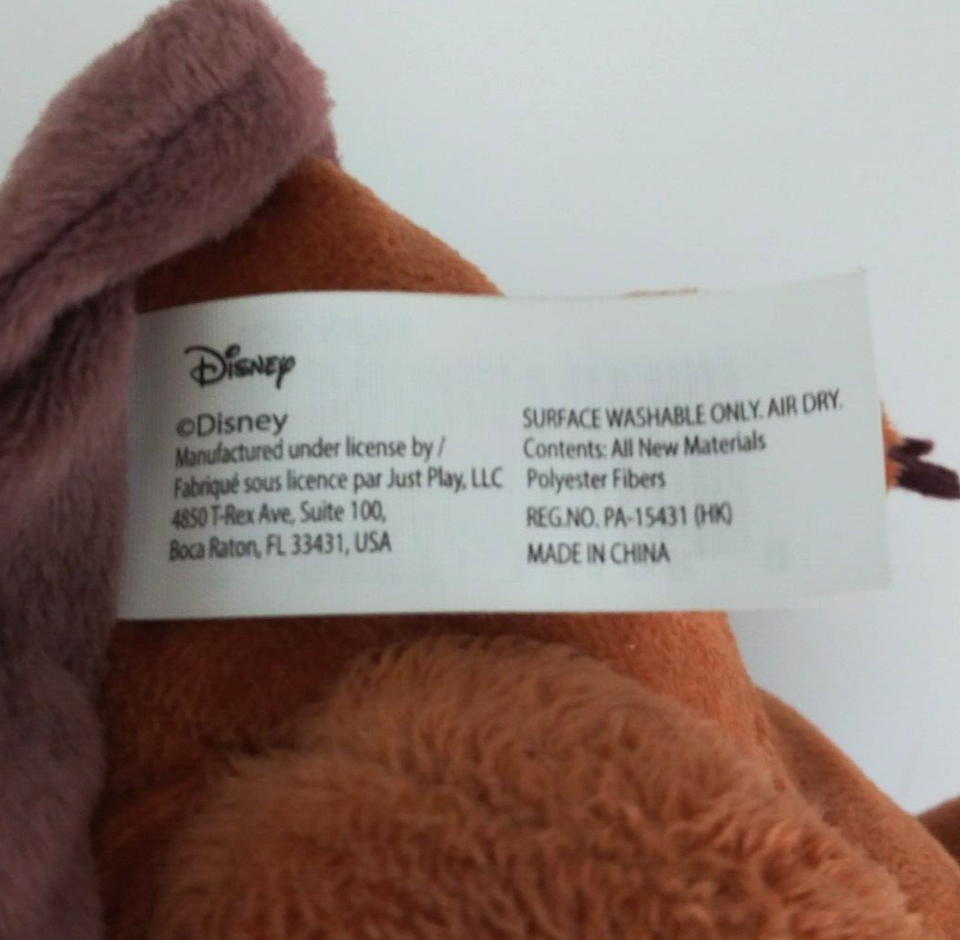 Disney
©Disney
Manufactured under license by /
Fabriqué sous licence par Just Play, LLC
4850 T-Rex Ave, Suite 100,
Boca Raton, FL 33431, USA
SURFACE WASHABLE ONLY. AIR DRY.
Contents: All New Materials
Polyester Fibers
REG.NO. PA-15431 (HK)
MADE IN CHINA